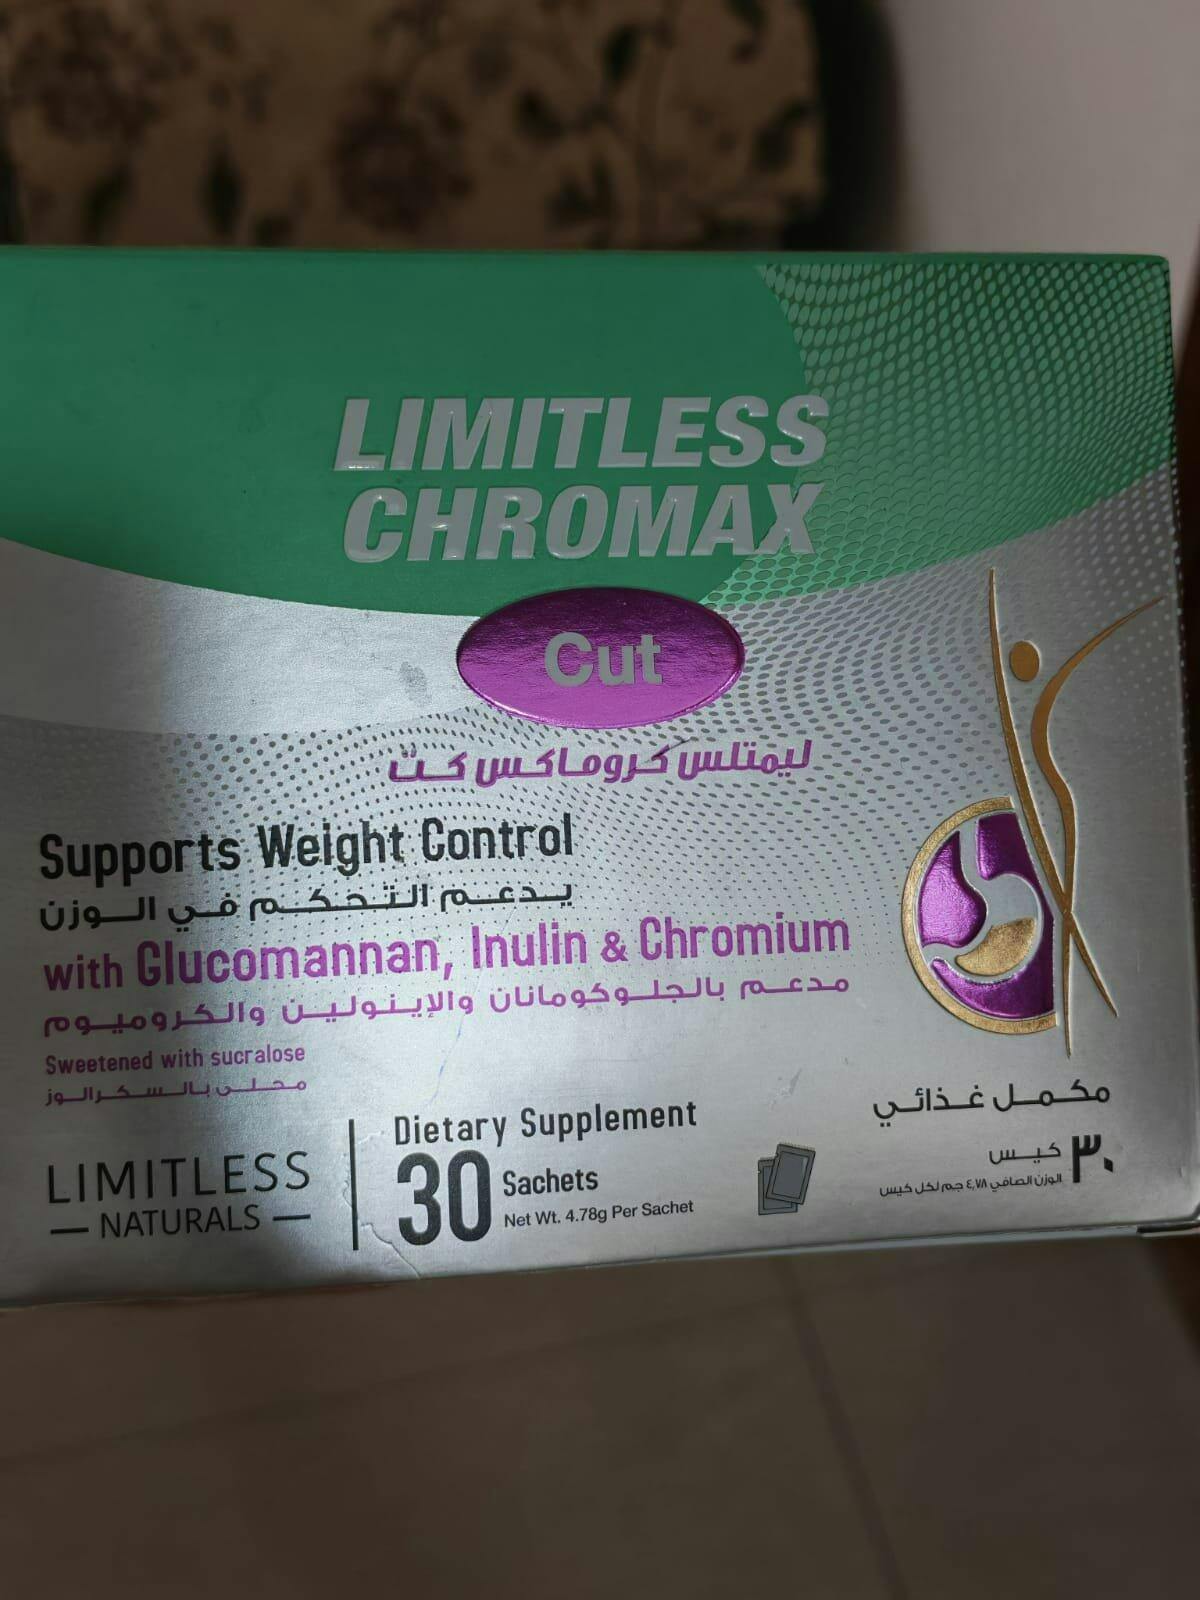 LIMITLESS
CHROMAX
Cut
ليمتلس كروماكس كت
Supports Weight Control
يدعم التحكم في الوزن
with Glucomannan, Inulin & Chromium
مدعم بالجلوكومانان والإينولين والكروميوم
Sweetened with sucralose
محلى بالسكرالوز
LIMITLESS
NATURALS
Dietary Supplement
30 Sachets
Net Wt. 4.78g Per Sachet
مكمل غذائي
٣٠ كيس
الوزن الصافي ٤,٧٨ جم لكل كيس